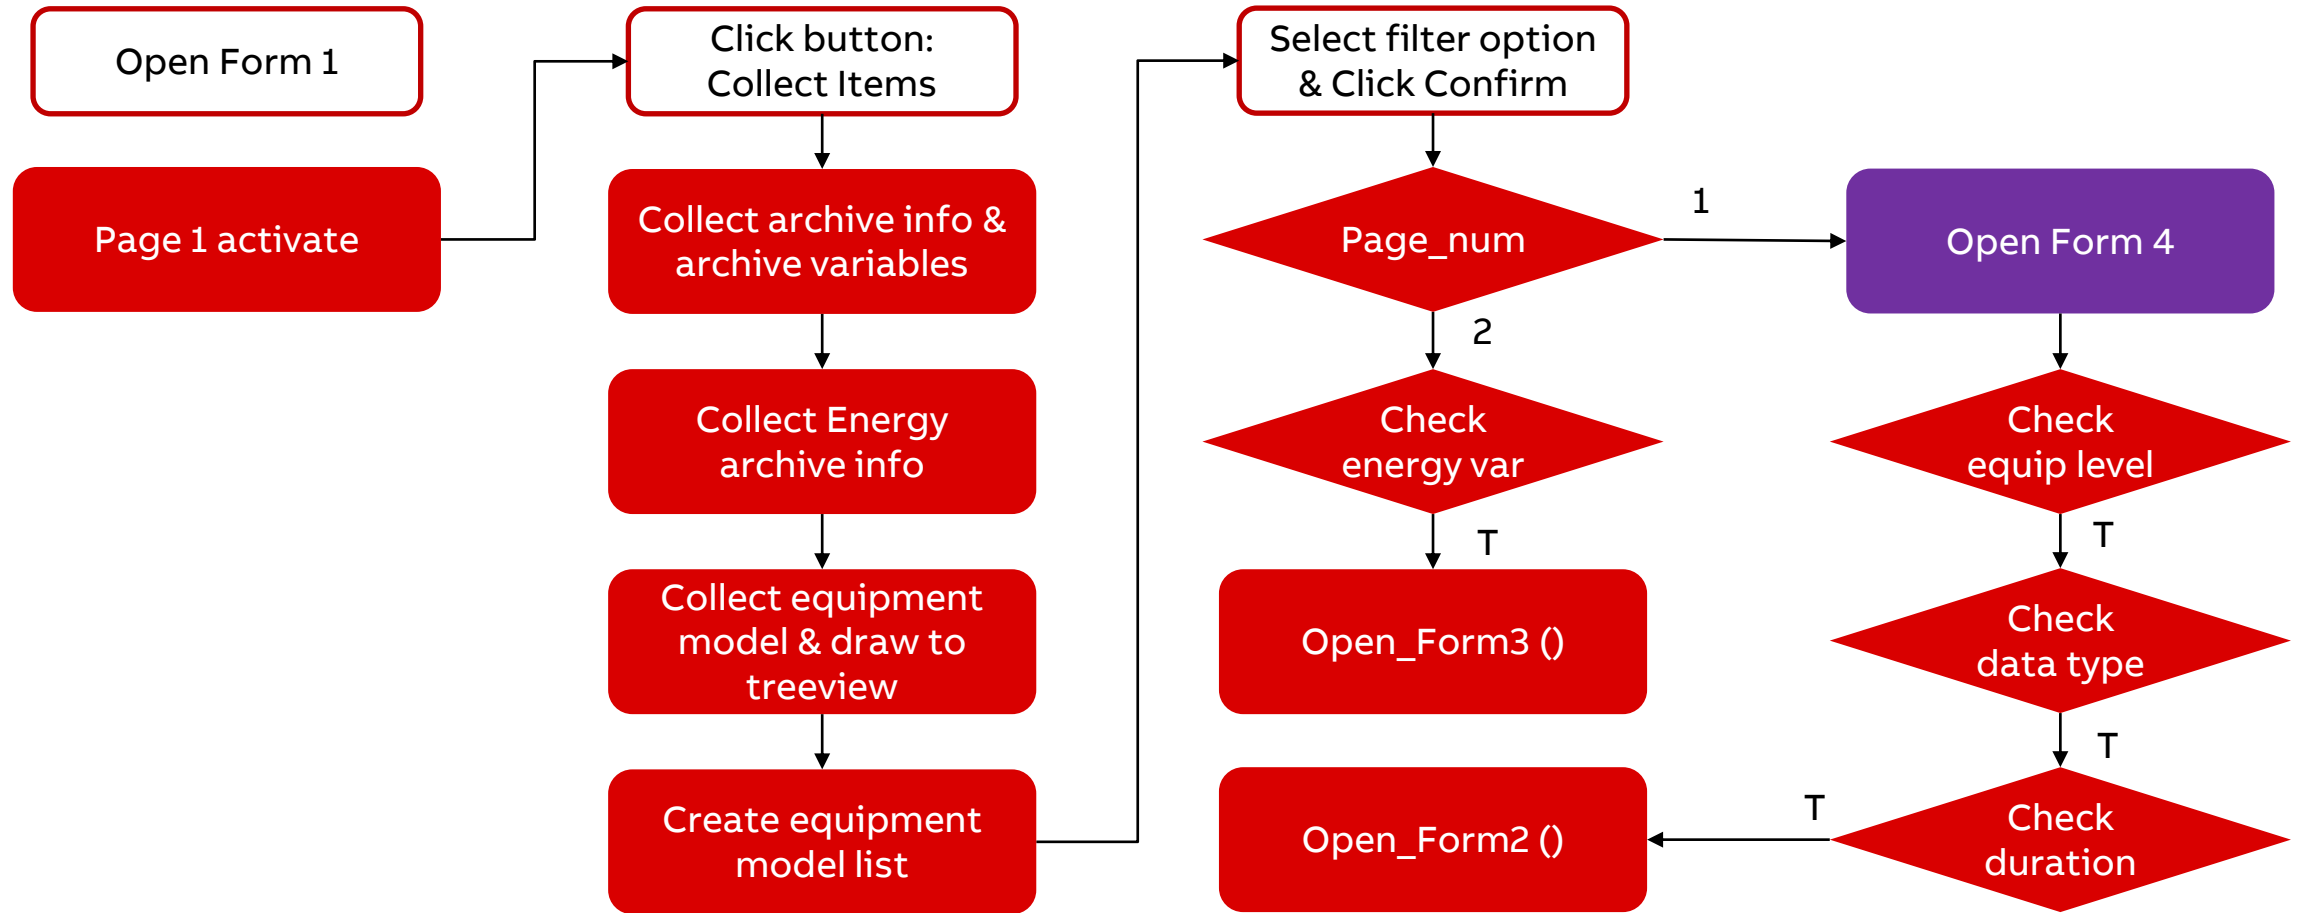 Open Form 1
Page 1 activate
Click button:
Collect Items
Collect archive info &
archive variables
Collect Energy
archive info
Collect equipment
model & draw to
treeview
Create equipment
model list
Select filter option
& Click Confirm
Page_num
1
2
Check
energy var
T
Open_Form3 ()
Open Form 4
Check
equip level
T
Check
data type
T
Check
duration
T
Open_Form2 ()